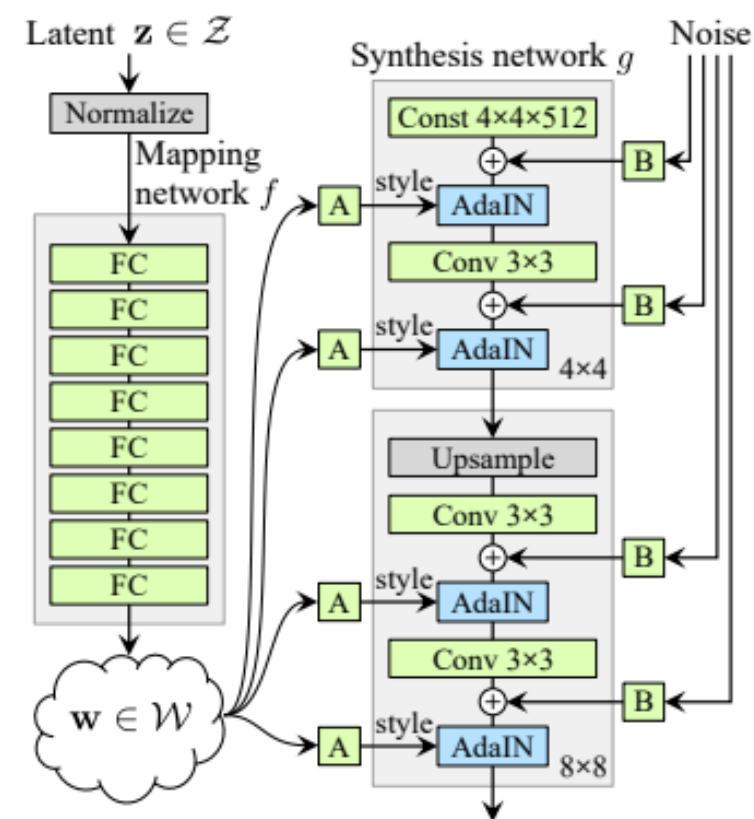 Latent z ∈ 𝒵
Normalize
Mapping
network f
FC
FC
FC
FC
FC
FC
FC
FC
w ∈ 𝒲
Synthesis network g
Noise
Const 4×4×512
B
A
style
AdaIN
Conv 3×3
B
A
style
AdaIN
4×4
Upsample
Conv 3×3
B
A
style
AdaIN
Conv 3×3
B
A
style
AdaIN
8×8